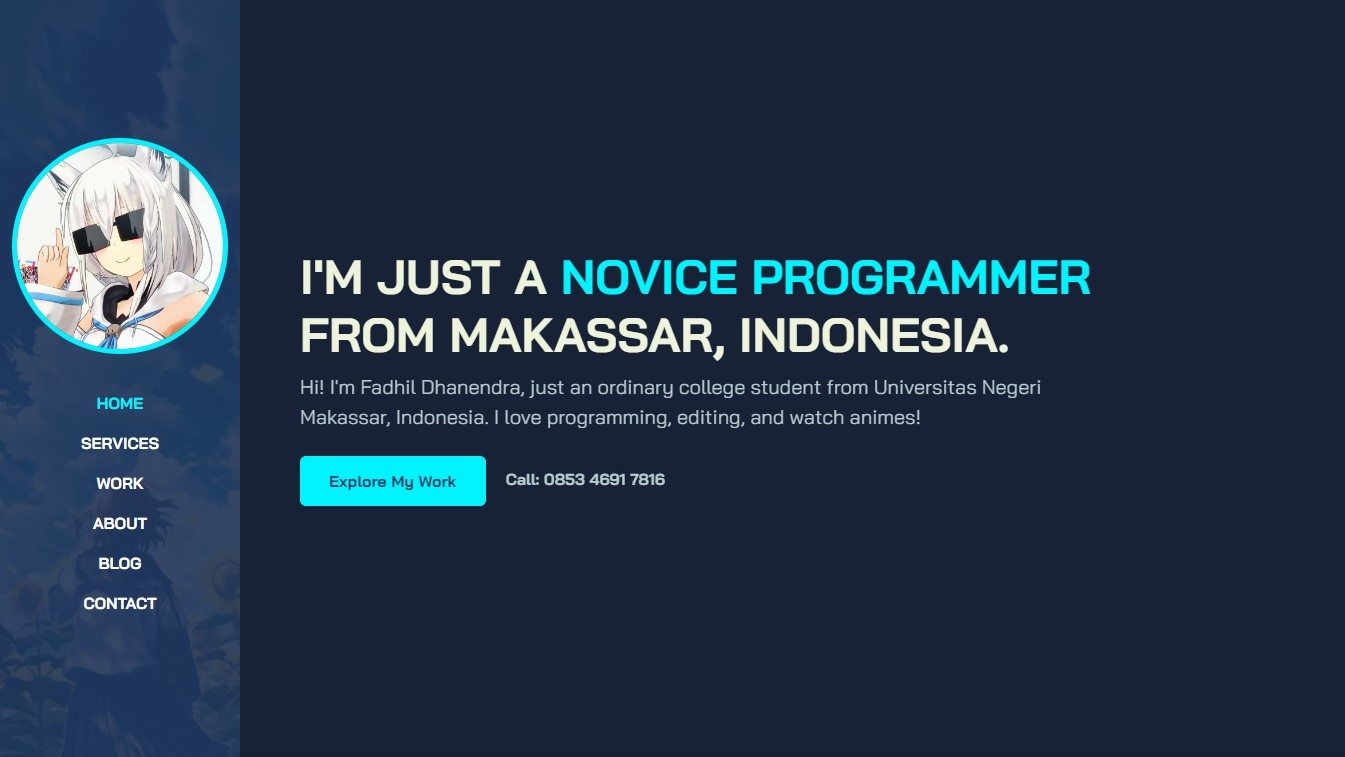 HOME
SERVICES
WORK
ABOUT
BLOG
CONTACT
I'M JUST A NOVICE PROGRAMMER
FROM MAKASSAR, INDONESIA.
Hi! I'm Fadhil Dhanendra, just an ordinary college student from Universitas Negeri
Makassar, Indonesia. I love programming, editing, and watch animes!
Explore My Work
Call: 0853 4691 7816